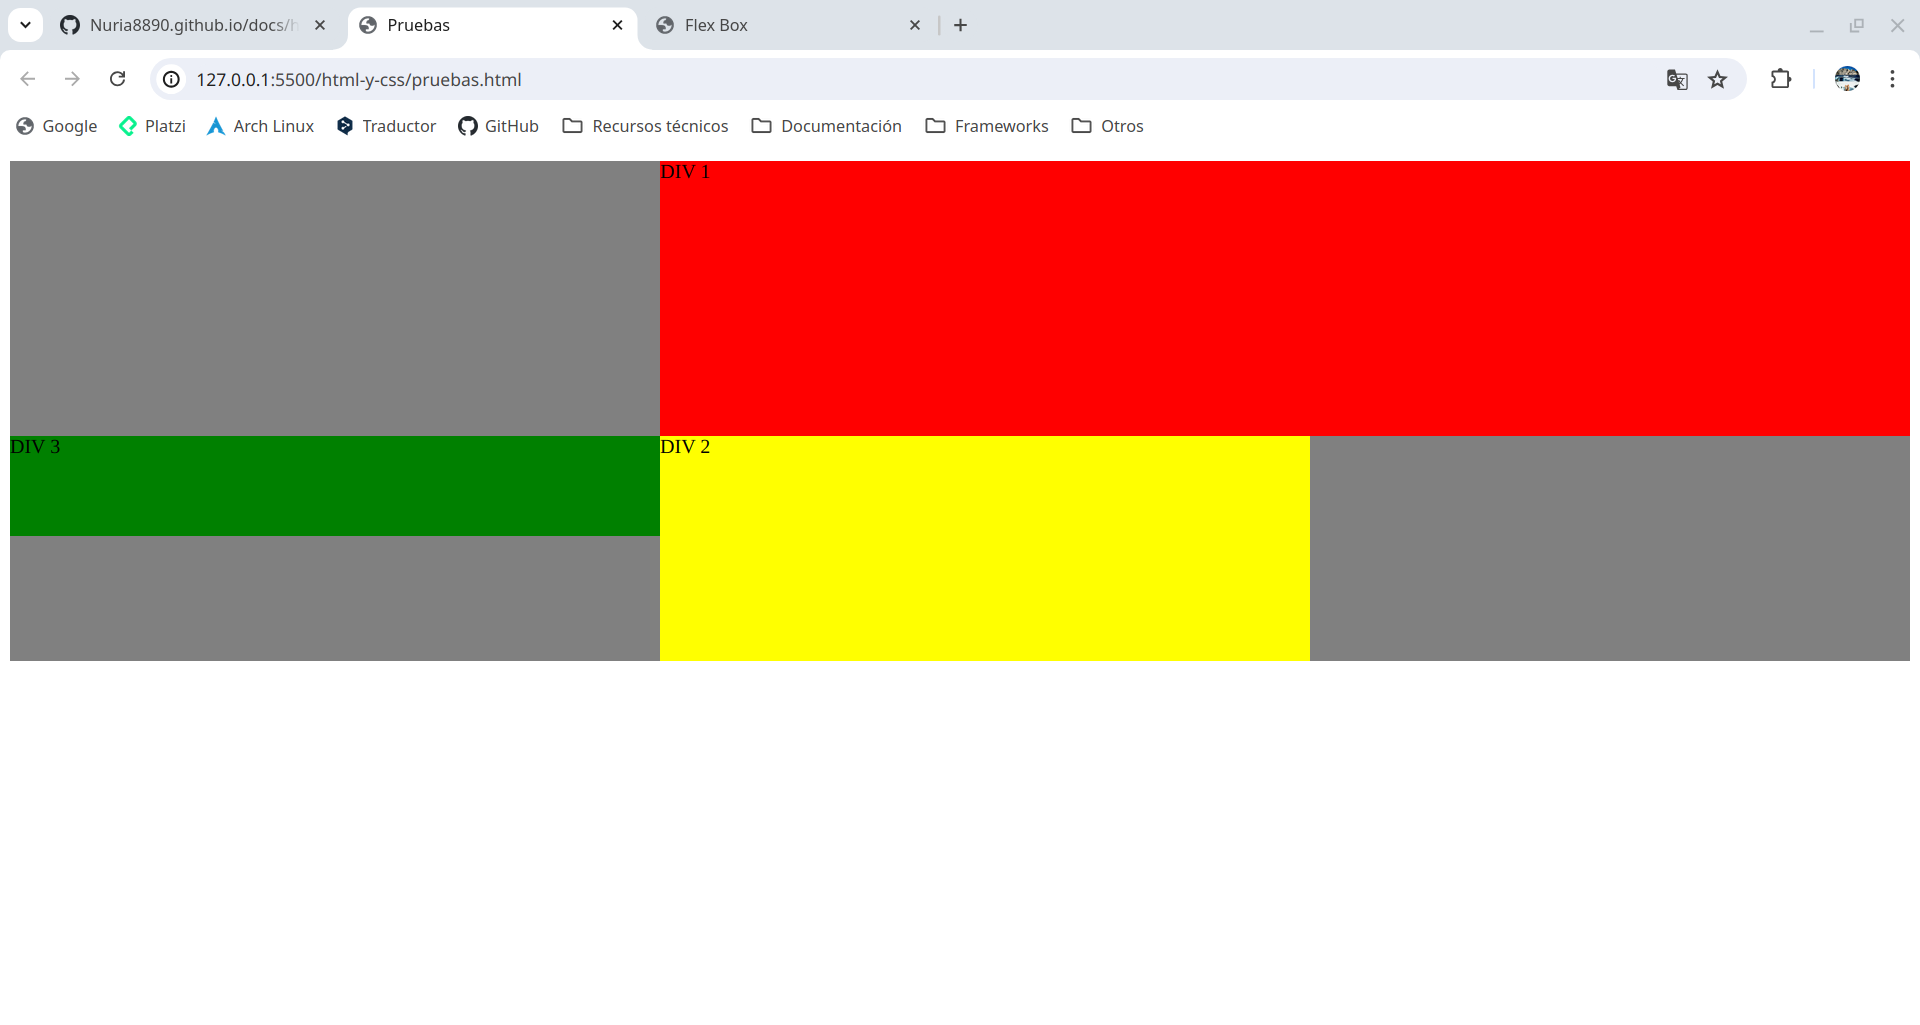 Nuria8890.github.io/docs/h
Pruebas
Flex Box
127.0.0.1:5500/html-y-css/pruebas.html
Google
Platzi
Arch Linux
Traductor
GitHub
Recursos técnicos
Documentación
Frameworks
Otros
DIV 1
DIV 3
DIV 2